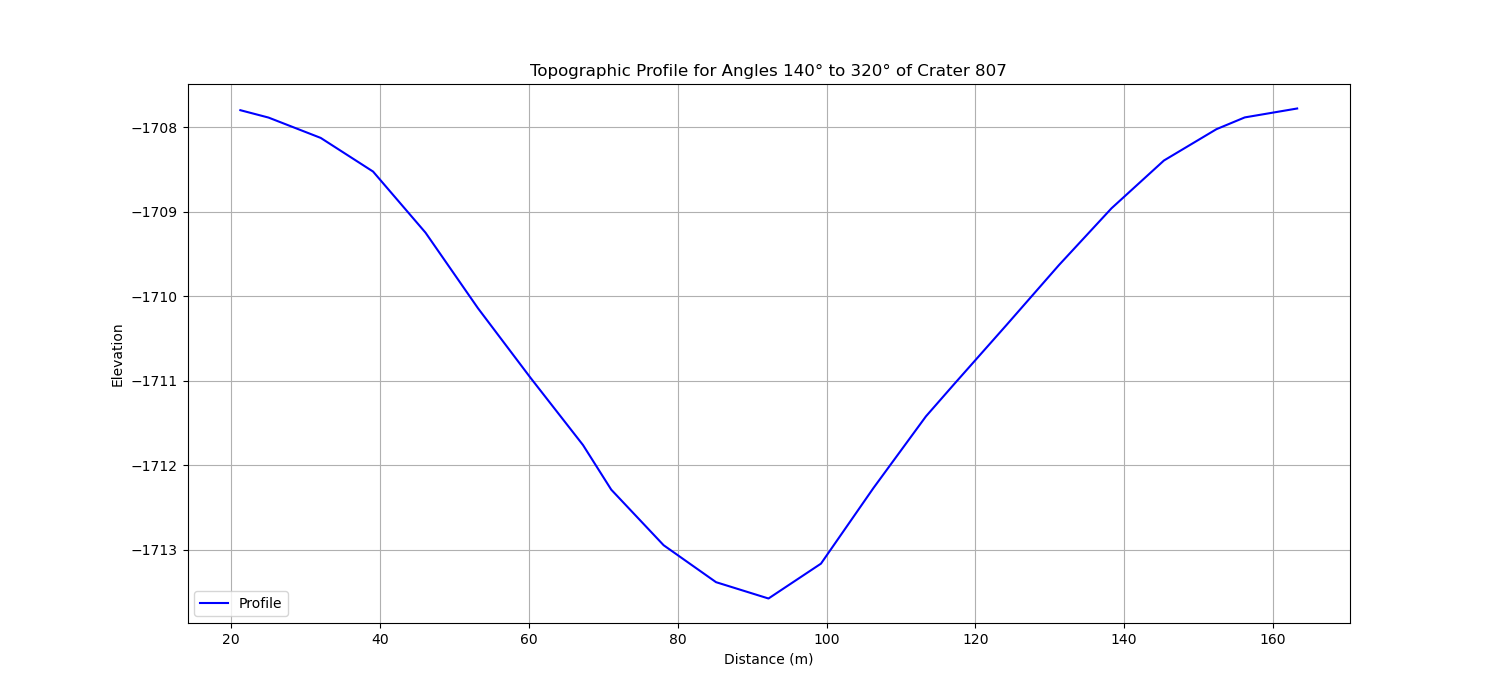 Topographic Profile for Angles 140° to 320° of Crater 807
−1708
−1709
−1710
−1711
−1712
−1713
Elevation
Profile
20 40 60 80 100 120 140 160
Distance (m)